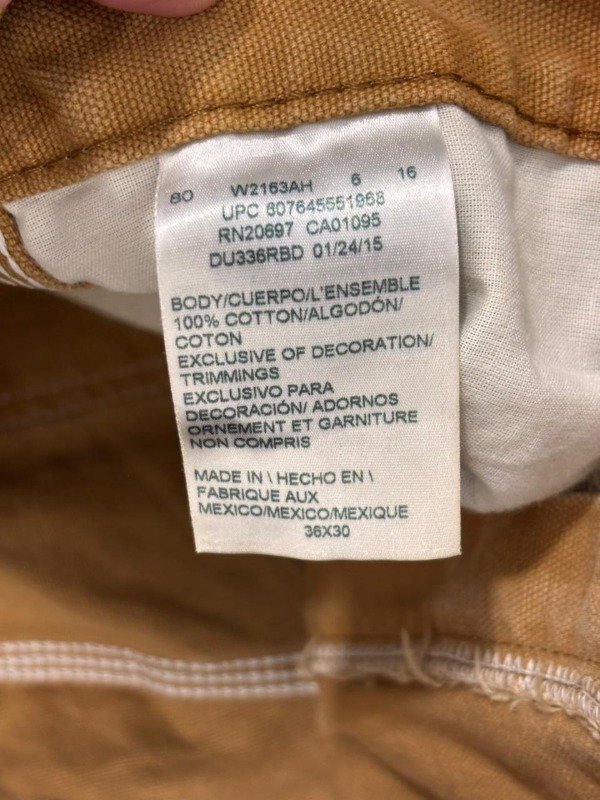 80 W2153AH 6 16
UPC 807645551958
RN20697 CA01095
DU336RBD 01/24/15
BODY/CUERPO/L'ENSEMBLE
100% COTTON/ALGODÓN/
COTON
EXCLUSIVE OF DECORATION/
TRIMMINGS
EXCLUSIVO PARA
DECORACIÓN/ ADORNOS
ORNEMENT ET GARNITURE
NON COMPRIS
MADE IN \ HECHO EN \
FABRIQUE AUX
MEXICO/MEXICO/MEXIQUE
36X30